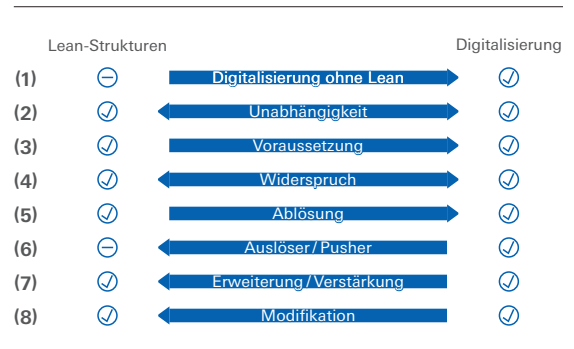 Lean-Strukturen Digitalisierung
(1) Digitalisierung ohne Lean
(2) Unabhängigkeit
(3) Voraussetzung
(4) Widerspruch
(5) Ablösung
(6) Auslöser/Pusher
(7) Erweiterung/Verstärkung
(8) Modifikation